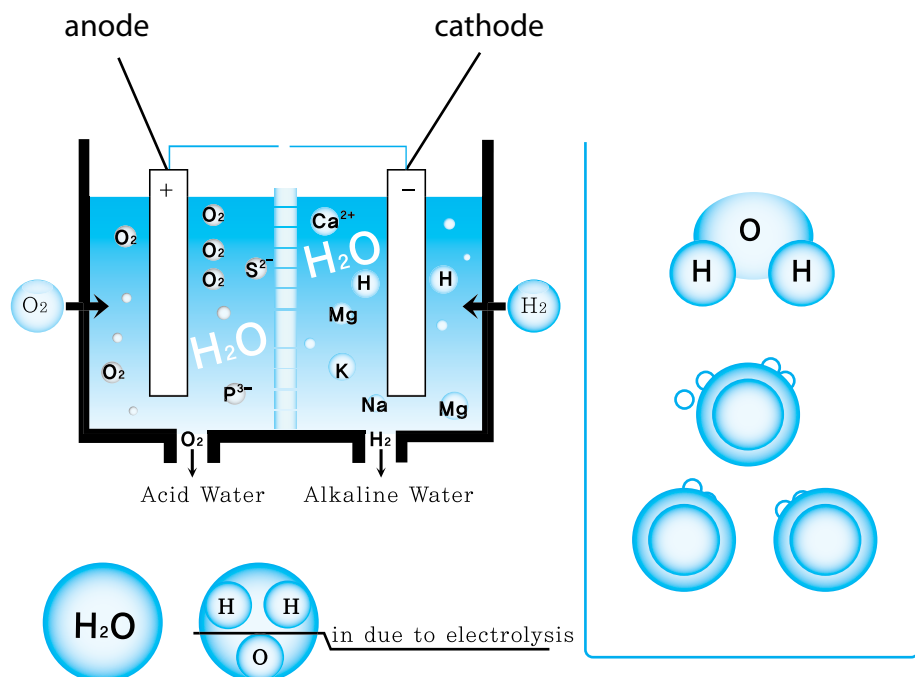 anode
cathode
+
−
O₂
O₂
O₂
O₂
S²⁻
H₂O
Ca²⁺
H₂O
H
H
Mg
O₂
H₂
O₂
P³⁻
K
Na
Mg
O₂
H₂
Acid Water
Alkaline Water
H₂O
H H
O
in due to electrolysis
O
H H